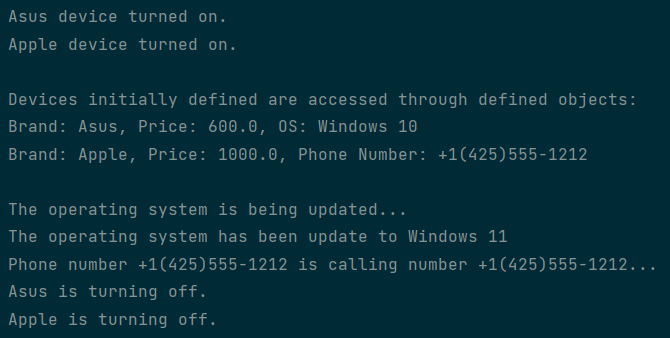 Asus device turned on.
Apple device turned on.
Devices initially defined are accessed through defined objects:
Brand: Asus, Price: 600.0, OS: Windows 10
Brand: Apple, Price: 1000.0, Phone Number: +1(425)555-1212
The operating system is being updated...
The operating system has been update to Windows 11
Phone number +1(425)555-1212 is calling number +1(425)555-1212...
Asus is turning off.
Apple is turning off.